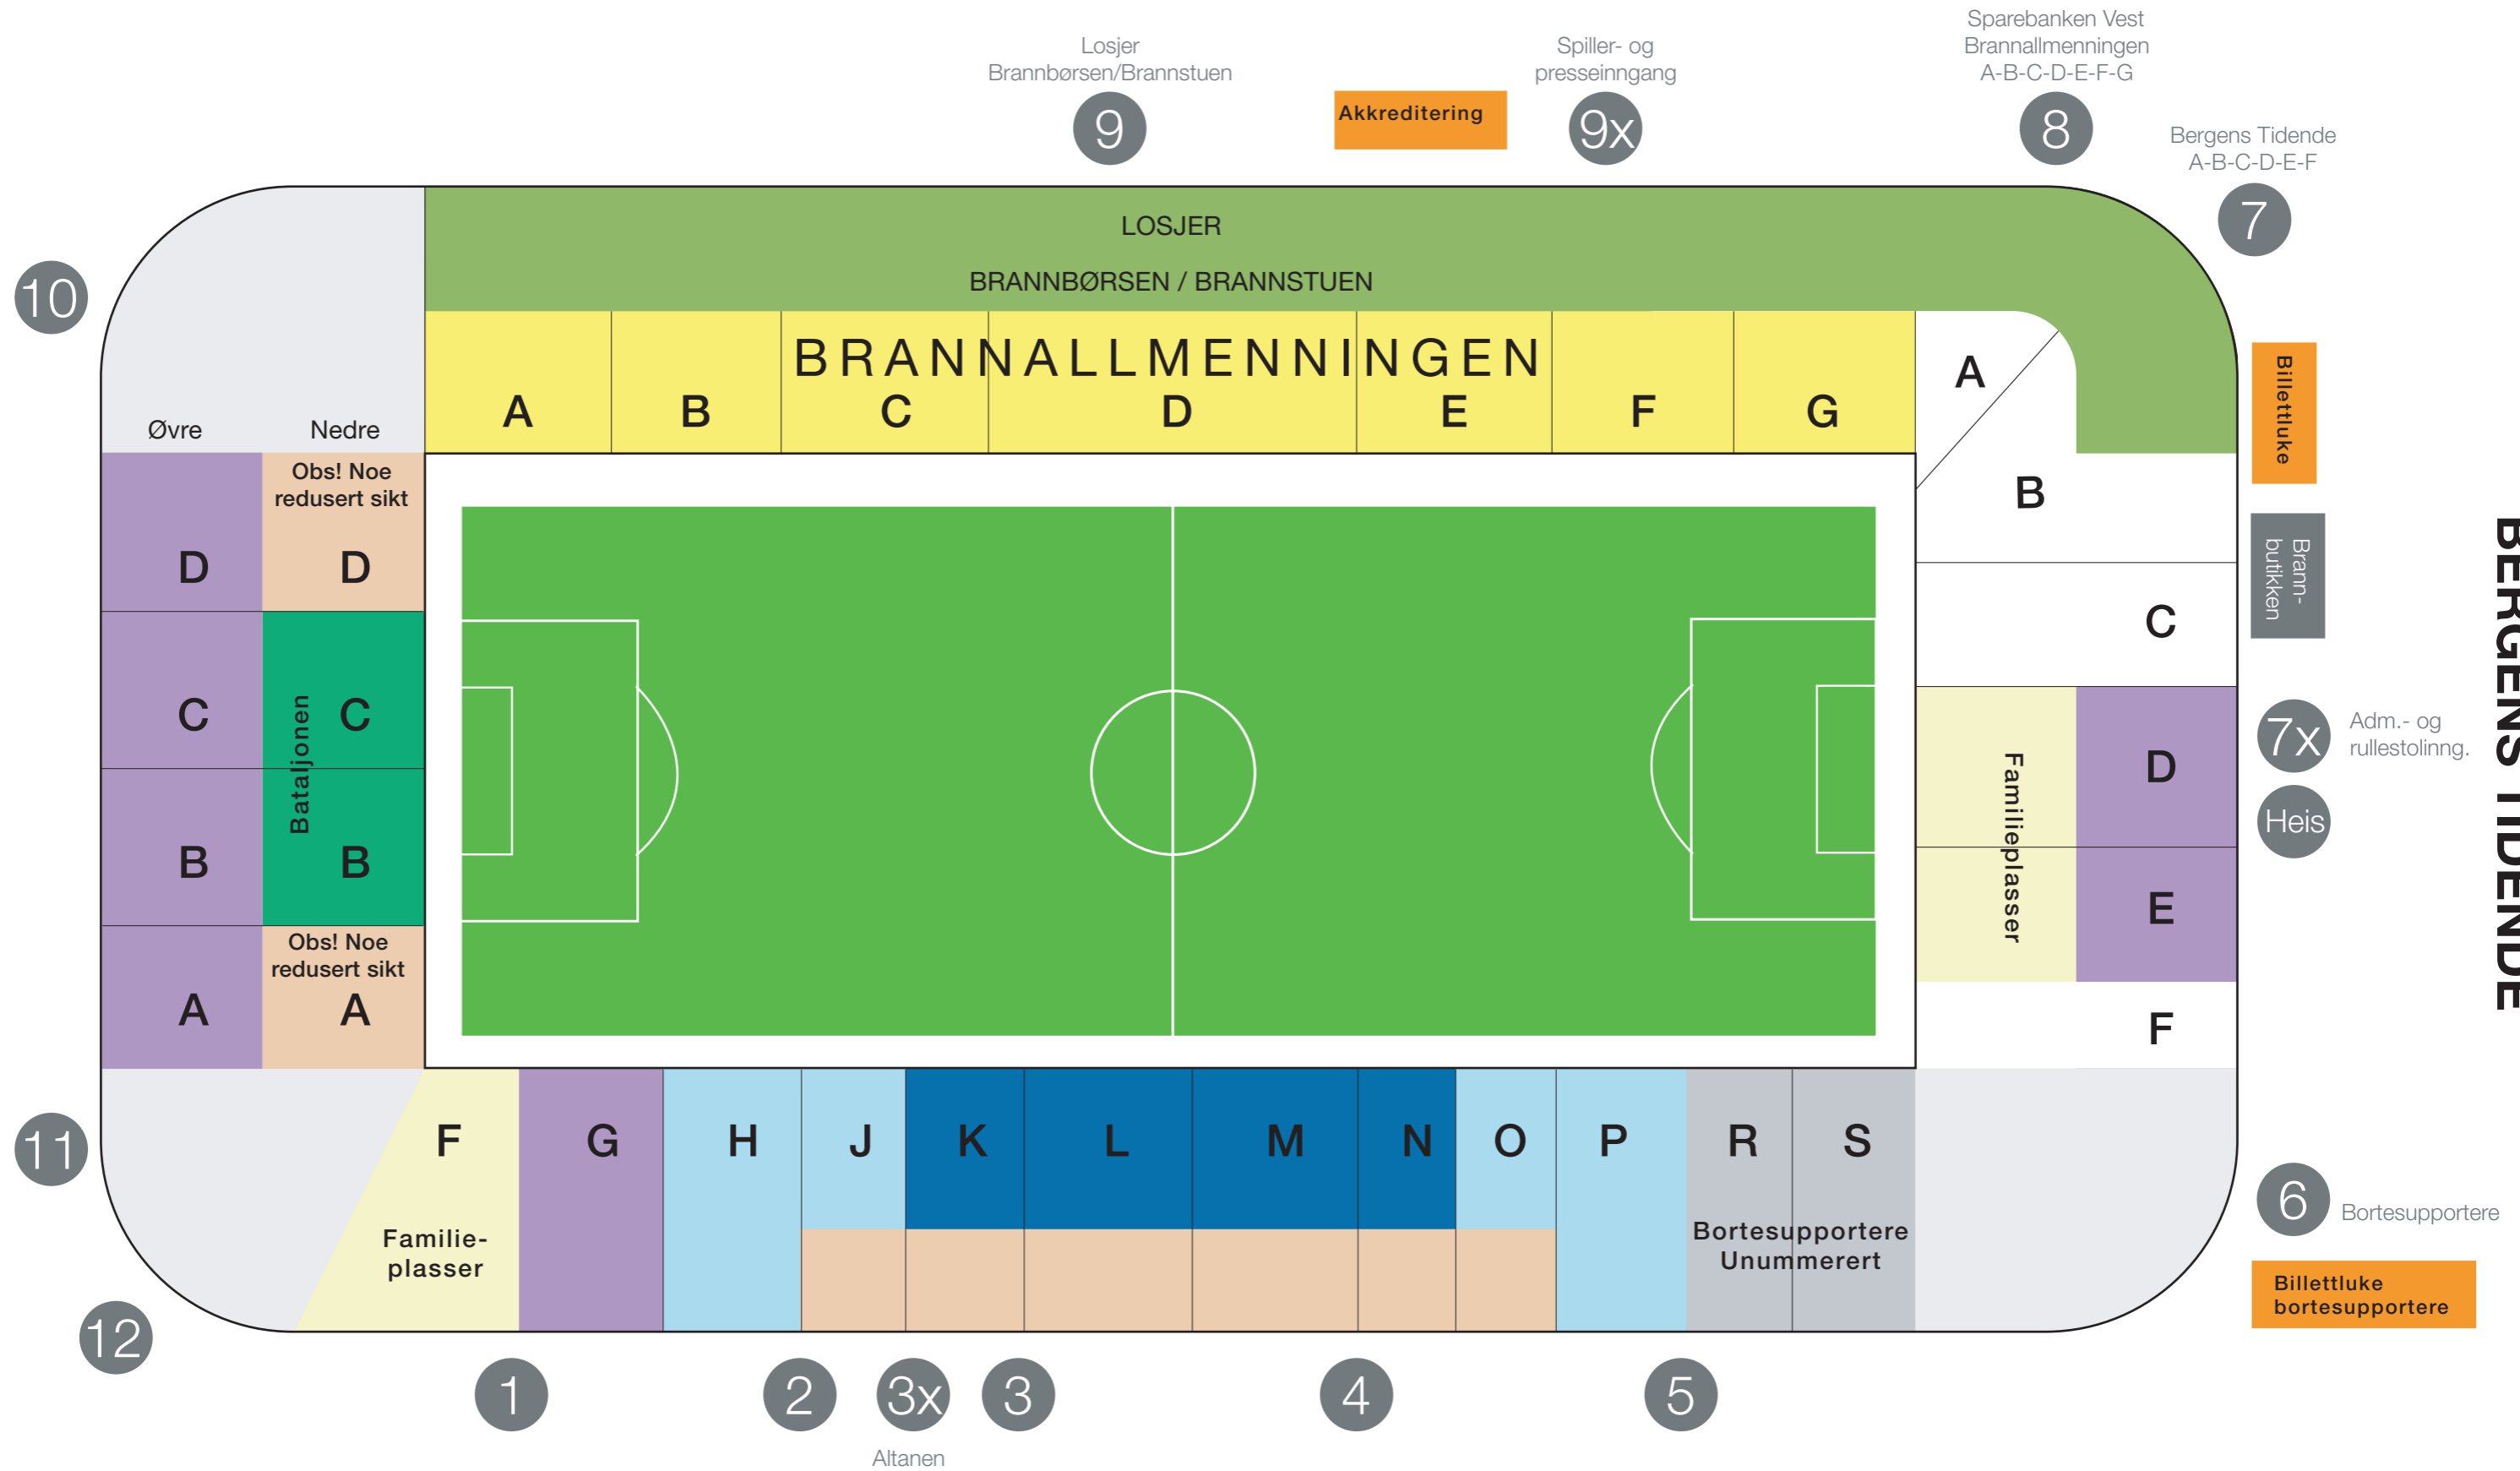 Losjer
Brannbørsen/Brannstuen
9
Akkreditering
Spiller- og
presseinngang
9x
Sparebanken Vest
Brannallmenningen
A-B-C-D-E-F-G
8
Bergens Tidende
A-B-C-D-E-F
7
10
LOSJER
BRANNBØRSEN / BRANNSTUEN
BRANNALLMENNINGEN
A B C D E F G
Øvre Nedre
Obs! Noe
redusert sikt
D D
C C
Bataljonen
B B
Obs! Noe
redusert sikt
A A
A
B
C
Familieplasser
D
E
F
Billettluke
Brann-
butikken
7x
Adm.- og
rullestolinng.
Heis
BERGENS TIDENDE
11
F G H J K L M N O P R S
Familie-
plasser
Bortesupportere
Unummerert
6
Bortesupportere
Billettluke
bortesupportere
12
1 2 3x 3 4 5
Altanen